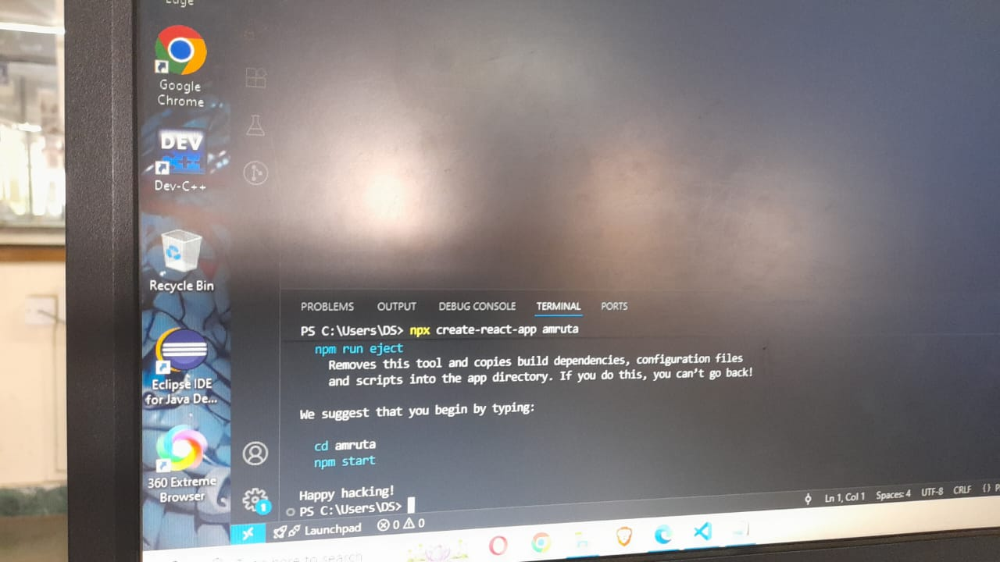 Edge
Google
Chrome
DEV
Dev-C++
Recycle Bin
Eclipse IDE
for Java De...
360 Extreme
Browser
PROBLEMS OUTPUT DEBUG CONSOLE TERMINAL PORTS
PS C:\Users\DS> npx create-react-app amruta
npm run eject
Removes this tool and copies build dependencies, configuration files
and scripts into the app directory. If you do this, you can’t go back!
We suggest that you begin by typing:
cd amruta
npm start
Happy hacking!
PS C:\Users\DS>
1
Launchpad 0 0
Ln 1, Col 1 Spaces: 4 UTF-8 CRLF {} P
Type here to search